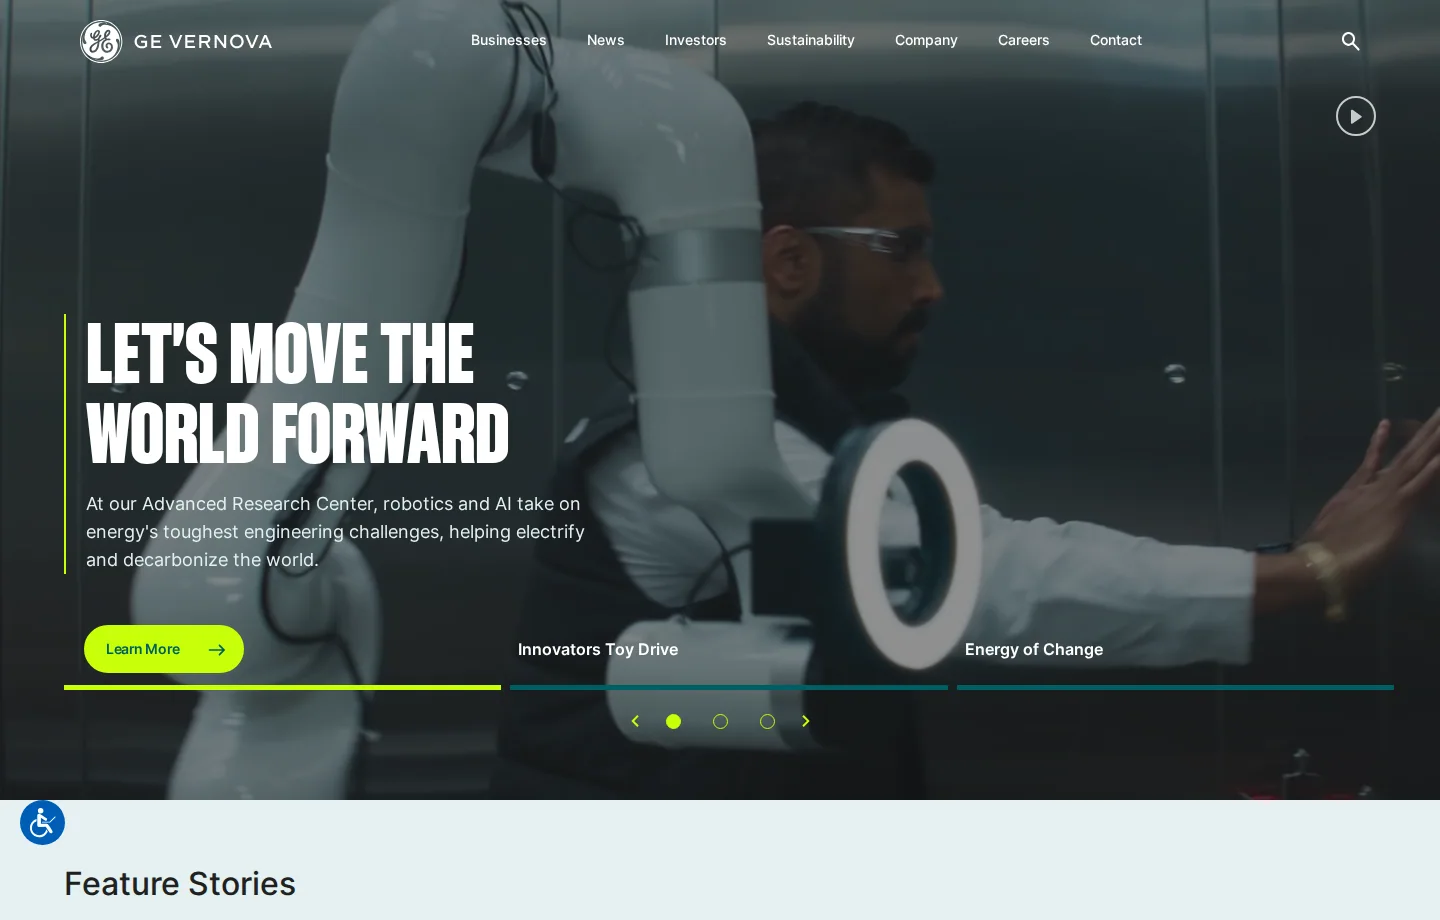 GE VERNOVA
Businesses
News
Investors
Sustainability
Company
Careers
Contact
LET'S MOVE THE
WORLD FORWARD
At our Advanced Research Center, robotics and AI take on
energy's toughest engineering challenges, helping electrify
and decarbonize the world.
Learn More
Innovators Toy Drive
Energy of Change
Feature Stories